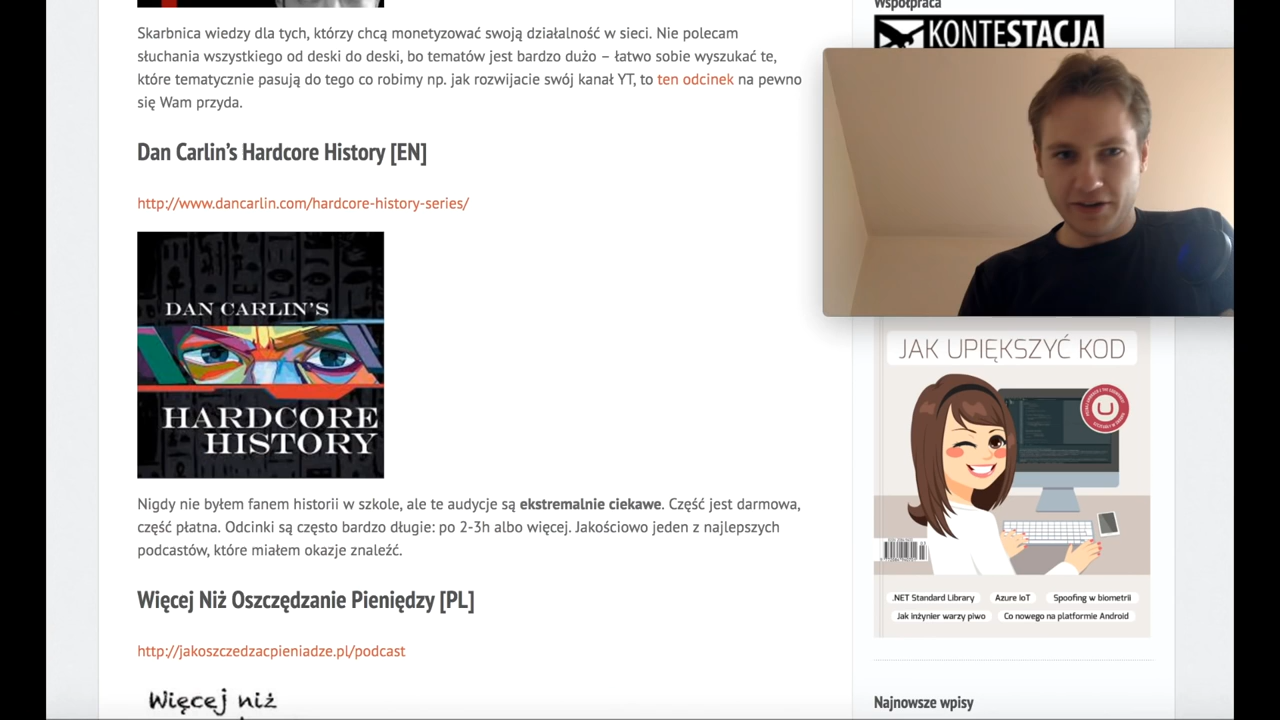 Skarbnica wiedzy dla tych, którzy chcą monetyzować swoją działalność w sieci. Nie polecam
słuchania wszystkiego od deski do deski, bo tematów jest bardzo dużo – łatwo sobie wyszukać te,
które tematycznie pasują do tego co robimy np. jak rozwijacie swój kanał YT, to ten odcinek na pewno
się Wam przyda.
Dan Carlin’s Hardcore History [EN]
http://www.dancarlin.com/hardcore-history-series/
DAN CARLIN'S
HARDCORE
HISTORY
Nigdy nie byłem fanem historii w szkole, ale te audycje są ekstremalnie ciekawe. Część jest darmowa,
część płatna. Odcinki są często bardzo długie: po 2-3h albo więcej. Jakościowo jeden z najlepszych
podcastów, które miałem okazje znaleźć.
Więcej Niż Oszczędzanie Pieniędzy [PL]
http://jakoszczedzacpieniadze.pl/podcast
Więcej niż
Współpraca
KONTESTACJA
JAK UPIĘKSZYĆ KOD
.NET Standard Library
Azure IoT
Spoofing w biometrii
Jak inżynier warzy piwo
Co nowego na platformie Android
Najnowsze wpisy